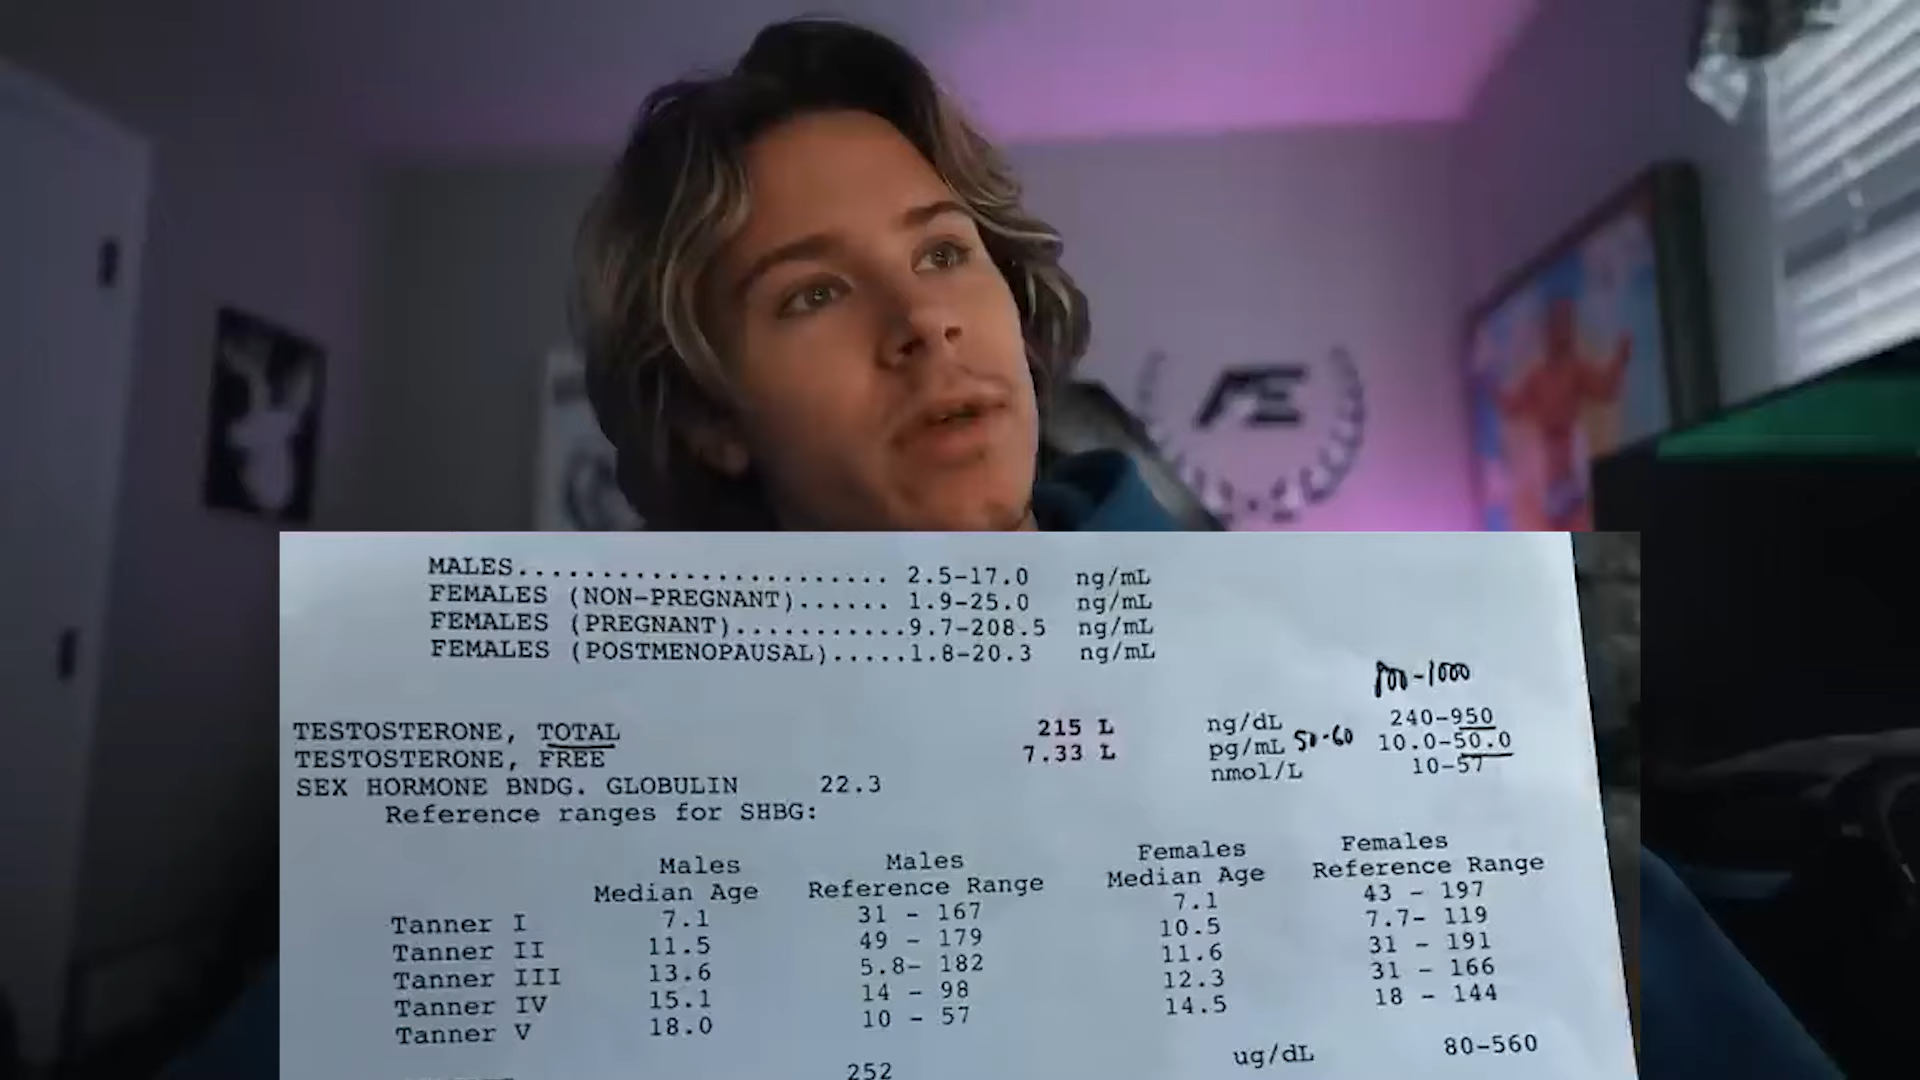 Æ
MALES....................... 2.5-17.0 ng/mL
FEMALES (NON-PREGNANT)...... 1.9-25.0 ng/mL
FEMALES (PREGNANT)...........9.7-208.5 ng/mL
FEMALES (POSTMENOPAUSAL).....1.8-20.3 ng/mL
-1000
TESTOSTERONE, TOTAL 215 L ng/dL 240-950
TESTOSTERONE, FREE 7.33 L pg/mL 50-60 10.0-50.0
SEX HORMONE BNDG. GLOBULIN 22.3 nmol/L 10-57
Reference ranges for SHBG:
Males Males Females Females
Median Age Reference Range Median Age Reference Range
Tanner I 7.1 31 - 167 7.1 43 - 197
Tanner II 11.5 49 - 179 10.5 7.7- 119
Tanner III 13.6 5.8- 182 11.6 31 - 191
Tanner IV 15.1 14 - 98 12.3 31 - 166
Tanner V 18.0 10 - 57 14.5 18 - 144
252 ug/dL 80-560